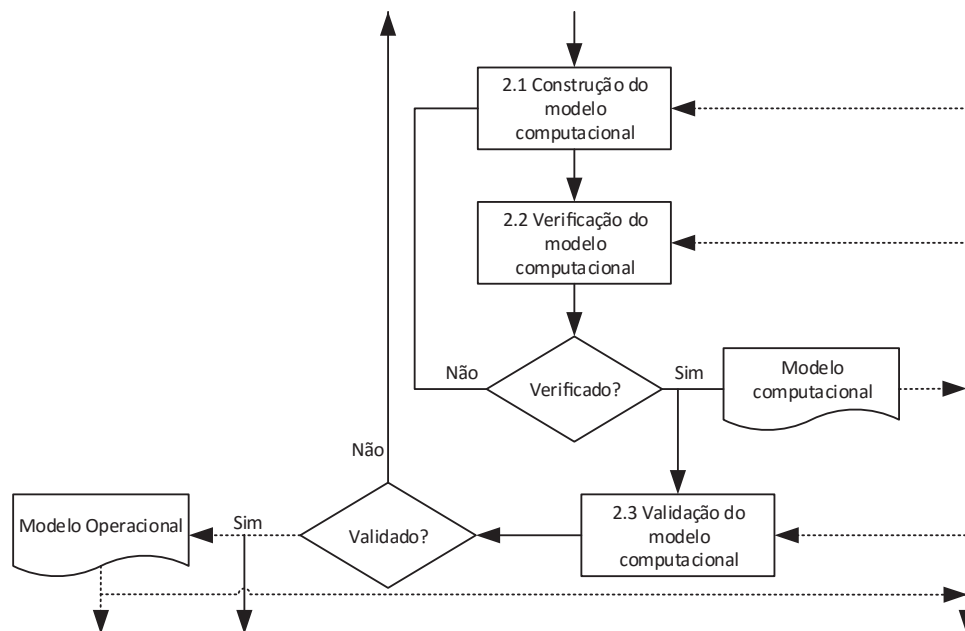 2.1 Construção do
modelo
computacional
2.2 Verificação do
modelo
computacional
Não
Verificado?
Sim
Modelo
computacional
Não
Modelo Operacional
Sim
Validado?
2.3 Validação do
modelo
computacional